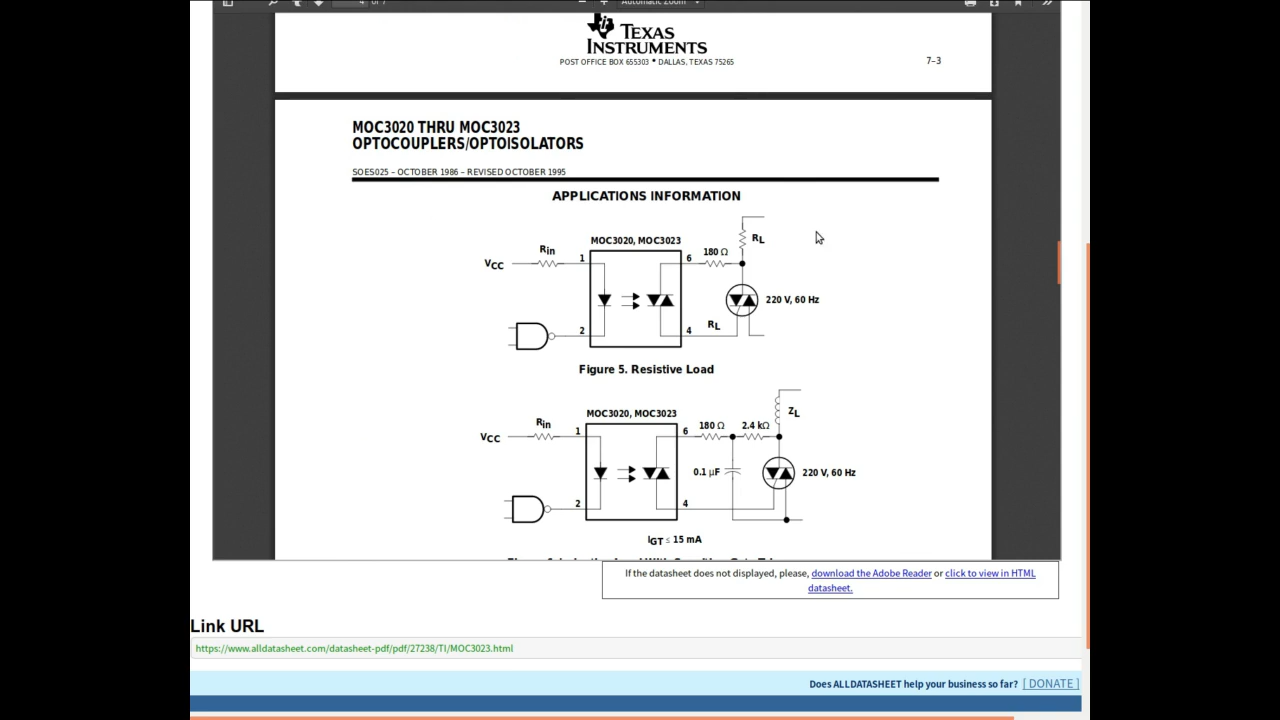 4 of 7
Automatic Zoom
TEXAS
INSTRUMENTS
POST OFFICE BOX 655303 • DALLAS, TEXAS 75265
7–3
MOC3020 THRU MOC3023
OPTOCOUPLERS/OPTOISOLATORS
SOES025 – OCTOBER 1986 – REVISED OCTOBER 1995
APPLICATIONS INFORMATION
MOC3020, MOC3023
VCC
Rin
1
6
180 Ω
RL
220 V, 60 Hz
2
4
RL
Figure 5. Resistive Load
MOC3020, MOC3023
VCC
Rin
1
6
180 Ω
2.4 kΩ
ZL
0.1 μF
220 V, 60 Hz
2
4
IGT ≤ 15 mA
If the datasheet does not displayed, please, download the Adobe Reader or click to view in HTML
datasheet.
Link URL
https://www.alldatasheet.com/datasheet-pdf/pdf/27238/TI/MOC3023.html
Does ALLDATASHEET help your business so far? [ DONATE ]